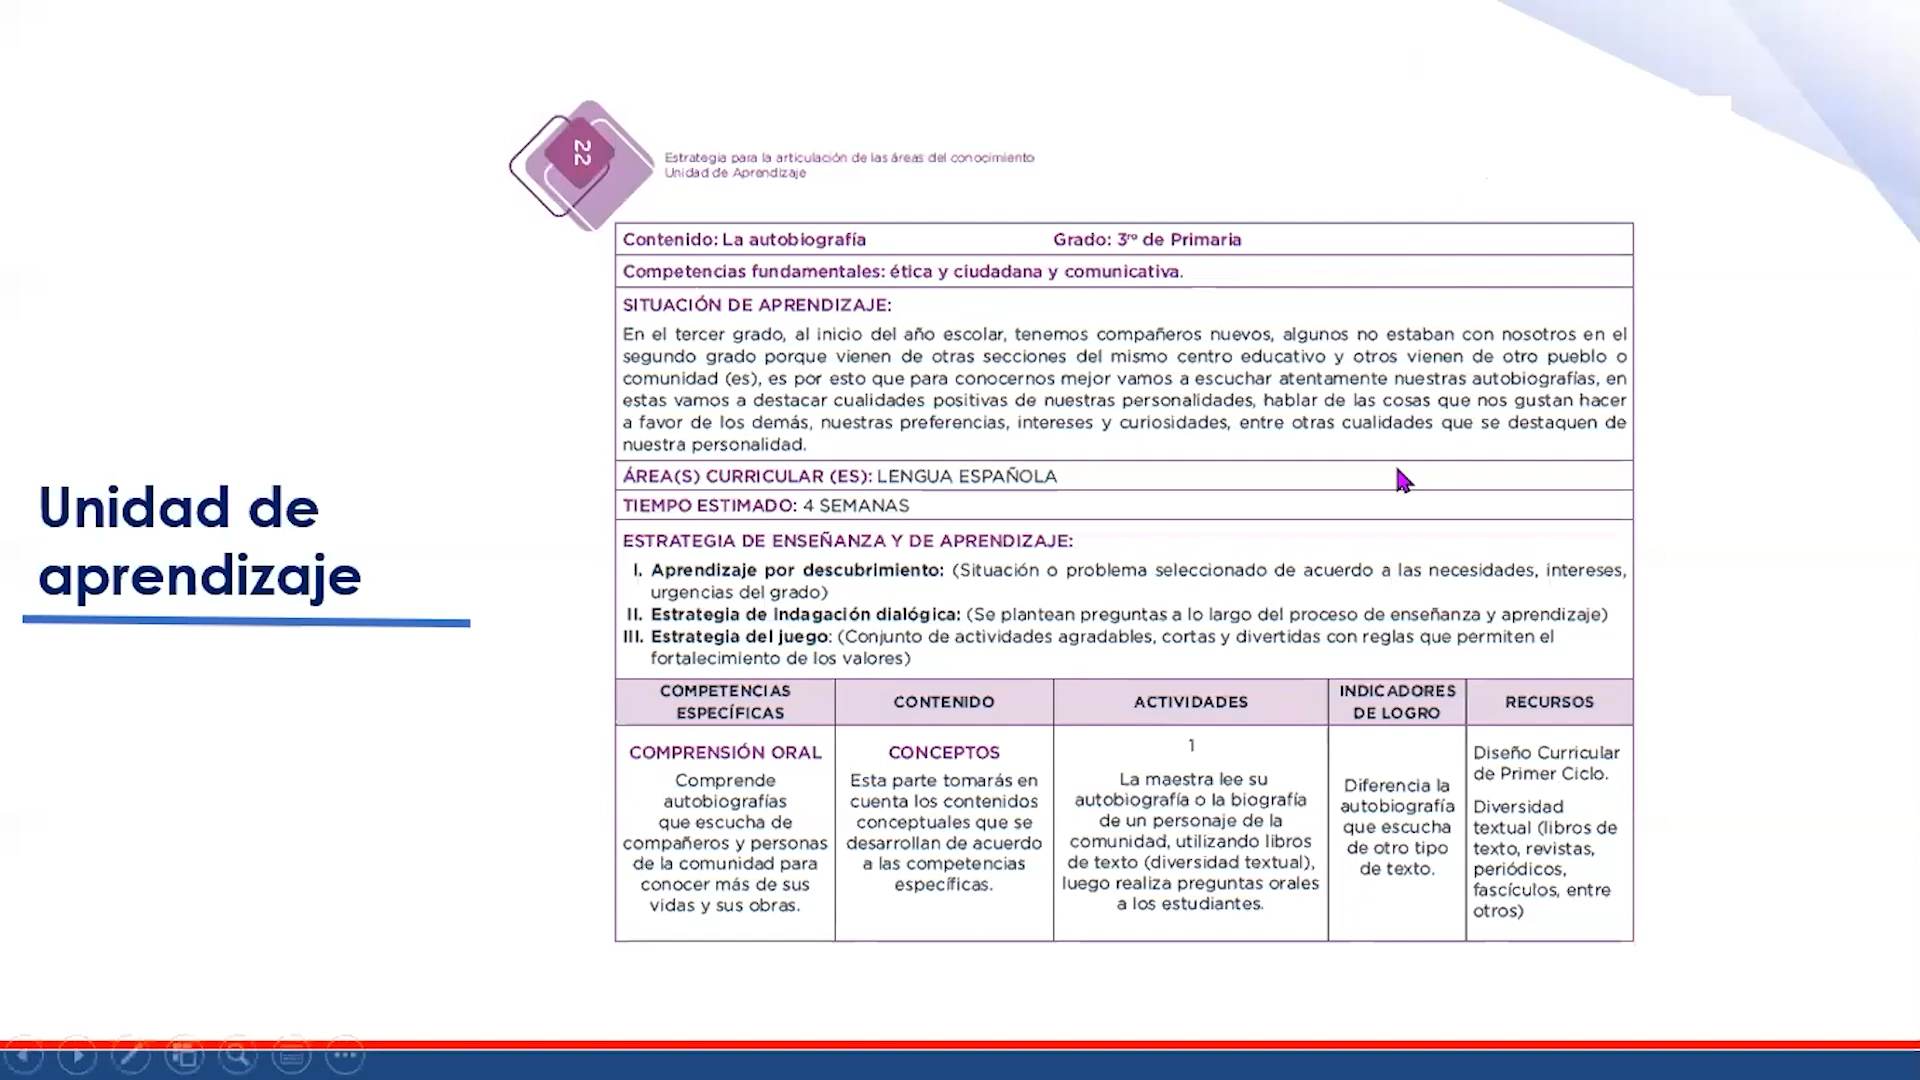 Unidad de
aprendizaje
22
Estrategia para la articulación de las áreas del conocimiento
Unidad de Aprendizaje
Contenido: La autobiografía Grado: 3ro de Primaria
Competencias fundamentales: ética y ciudadana y comunicativa.
SITUACIÓN DE APRENDIZAJE:
En el tercer grado, al inicio del año escolar, tenemos compañeros nuevos, algunos no estaban con nosotros en el
segundo grado porque vienen de otras secciones del mismo centro educativo y otros vienen de otro pueblo o
comunidad (es), es por esto que para conocernos mejor vamos a escuchar atentamente nuestras autobiografías, en
estas vamos a destacar cualidades positivas de nuestras personalidades, hablar de las cosas que nos gustan hacer
a favor de los demás, nuestras preferencias, intereses y curiosidades, entre otras cualidades que se destaquen de
nuestra personalidad.
ÁREA(S) CURRICULAR (ES): LENGUA ESPAÑOLA
TIEMPO ESTIMADO: 4 SEMANAS
ESTRATEGIA DE ENSEÑANZA Y DE APRENDIZAJE:
I. Aprendizaje por descubrimiento: (Situación o problema seleccionado de acuerdo a las necesidades, intereses,
urgencias del grado)
II. Estrategia de indagación dialógica: (Se plantean preguntas a lo largo del proceso de enseñanza y aprendizaje)
III. Estrategia del juego: (Conjunto de actividades agradables, cortas y divertidas con reglas que permiten el
fortalecimiento de los valores)
COMPETENCIAS
ESPECÍFICAS
CONTENIDO
ACTIVIDADES
INDICADORES
DE LOGRO
RECURSOS
COMPRENSIÓN ORAL
Comprende
autobiografías
que escucha de
compañeros y personas
de la comunidad para
conocer más de sus
vidas y sus obras.
CONCEPTOS
Esta parte tomarás en
cuenta los contenidos
conceptuales que se
desarrollan de acuerdo
a las competencias
específicas.
1
La maestra lee su
autobiografía o la biografía
de un personaje de la
comunidad, utilizando libros
de texto (diversidad textual),
luego realiza preguntas orales
a los estudiantes.
Diferencia la
autobiografía
que escucha
de otro tipo
de texto.
Diseño Curricular
de Primer Ciclo.
Diversidad
textual (libros de
texto, revistas,
periódicos,
fascículos, entre
otros)